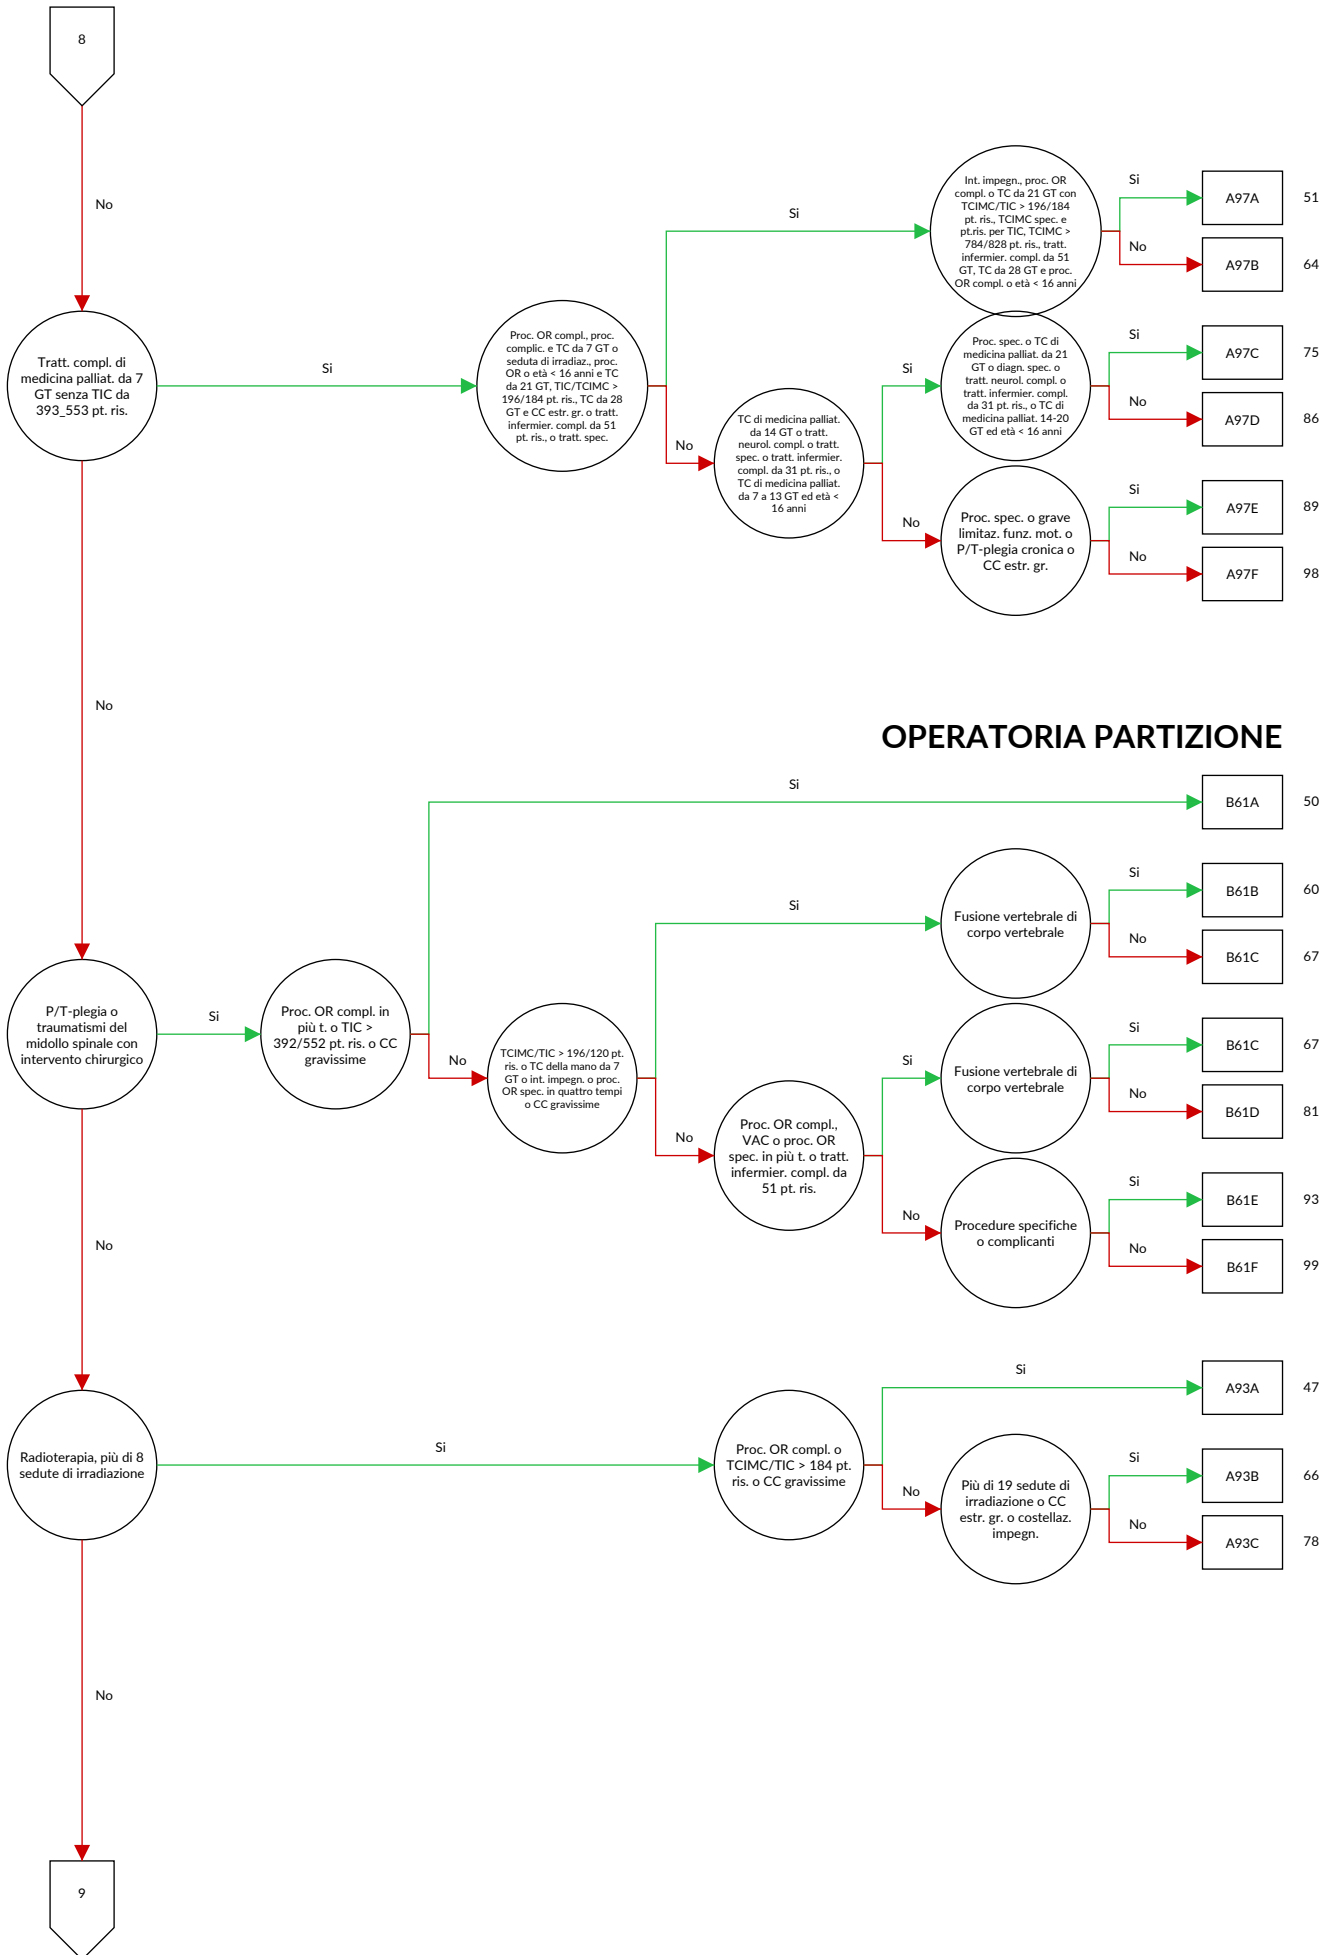 8
No
Tratt. compl. di
medicina palliat. da 7
GT senza TIC da
393_553 pt. ris.
Si
Proc. OR compl., proc.
complic. e TC da 7 GT o
seduta di irradiaz., proc.
OR o età < 16 anni e TC
da 21 GT, TIC/TCIMC >
196/184 pt. ris., TC da 28
GT e CC estr. gr. o tratt.
infermier. compl. da 51
pt. ris., o tratt. spec.
Si
Int. impegn., proc. OR
compl. o TC da 21 GT con
TCIMC/TIC > 196/184
pt. ris., TCIMC spec. e
pt.ris. per TIC, TCIMC >
784/828 pt. ris., tratt.
infermier. compl. da 51
GT, TC da 28 GT e proc.
OR compl. o età < 16 anni
Si
A97A
51
No
A97B
64
No
TC di medicina palliat.
da 14 GT o tratt.
neurol. compl. o tratt.
spec. o tratt. infermier.
compl. da 31 pt. ris., o
TC di medicina palliat.
da 7 a 13 GT ed età <
16 anni
Si
Proc. spec. o TC di
medicina palliat. da 21
GT o diagn. spec. o
tratt. neurol. compl. o
tratt. infermier. compl.
da 31 pt. ris., o TC di
medicina palliat. 14-20
GT ed età < 16 anni
Si
A97C
75
No
A97D
86
No
Proc. spec. o grave
limitaz. funz. mot. o
P/T-plegia cronica o
CC estr. gr.
Si
A97E
89
No
A97F
98
No
OPERATORIA PARTIZIONE
P/T-plegia o
traumatismi del
midollo spinale con
intervento chirurgico
Si
Proc. OR compl. in
più t. o TIC >
392/552 pt. ris. o CC
gravissime
Si
B61A
50
No
TCIMC/TIC > 196/120 pt.
ris. o TC della mano da 7
GT o int. impegn. o proc.
OR spec. in quattro tempi
o CC gravissime
Si
Fusione vertebrale di
corpo vertebrale
Si
B61B
60
No
B61C
67
No
Proc. OR compl.,
VAC o proc. OR
spec. in più t. o tratt.
infermier. compl. da
51 pt. ris.
Si
Fusione vertebrale di
corpo vertebrale
Si
B61C
67
No
B61D
81
No
Procedure specifiche
o complicanti
Si
B61E
93
No
B61F
99
No
Radioterapia, più di 8
sedute di irradiazione
Si
Proc. OR compl. o
TCIMC/TIC > 184 pt.
ris. o CC gravissime
Si
A93A
47
No
Più di 19 sedute di
irradiazione o CC
estr. gr. o costellaz.
impegn.
Si
A93B
66
No
A93C
78
No
9